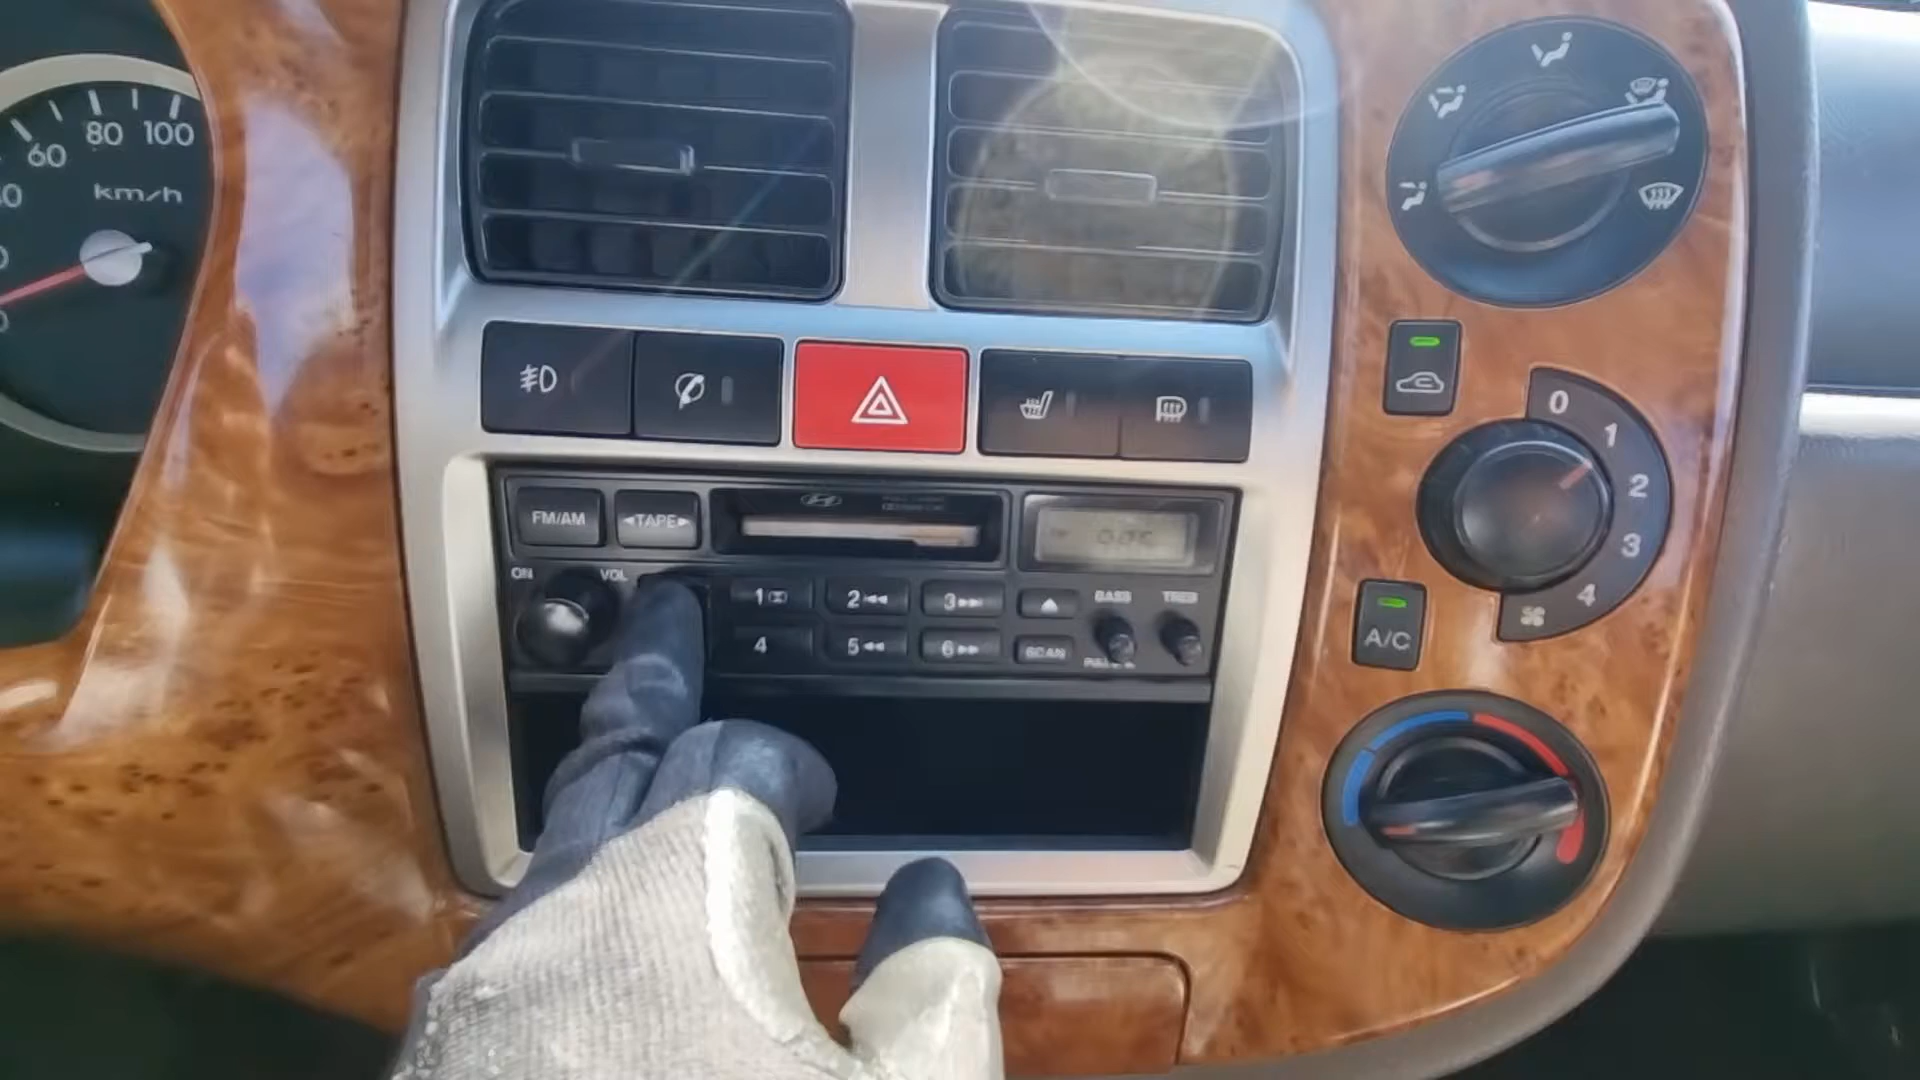 80 100
60
km/h
FM/AM
◄TAPE►
ON
VOL
1
2◄◄
3►►
BASS
TREB
4
5◄◄
6►►
SCAN
0
1
2
3
4
A/C